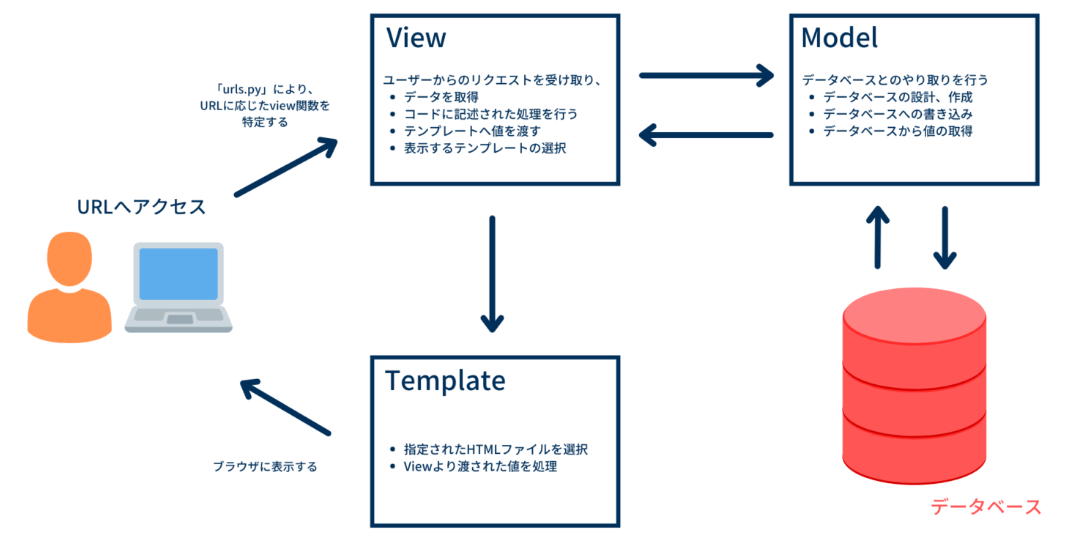 View
ユーザーからのリクエストを受け取り、
• データを取得
• コードに記述された処理を行う
• テンプレートへ値を渡す
• 表示するテンプレートの選択
Model
データベースとのやり取りを行う
• データベースの設計、作成
• データベースへの書き込み
• データベースから値の取得
「urls.py」により、
URLに応じたview関数を
特定する
URLへアクセス
Template
• 指定されたHTMLファイルを選択
• Viewより渡された値を処理
ブラウザに表示する
データベース